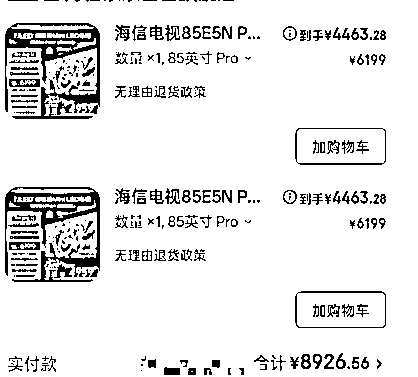 海信电视85E5N P... 到手¥4463.28
数量 ×1, 85英寸 Pro ¥6199
无理由退货政策
加购物车
海信电视85E5N P... 到手¥4463.28
数量 ×1, 85英寸 Pro ¥6199
无理由退货政策
加购物车
实付款 合计 ¥8926.56